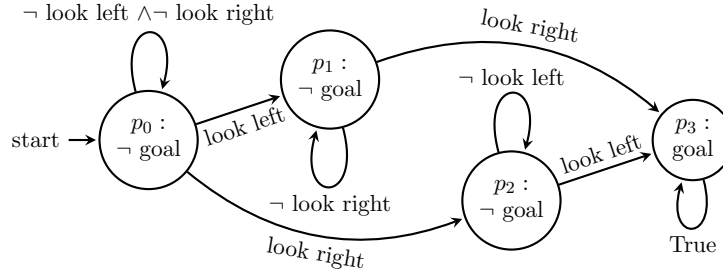 ¬ look left ∧¬ look right
start
p₀ :
¬ goal
look left
p₁ :
¬ goal
¬ look right
look right
look right
¬ look left
p₂ :
¬ goal
look left
p₃ :
goal
True